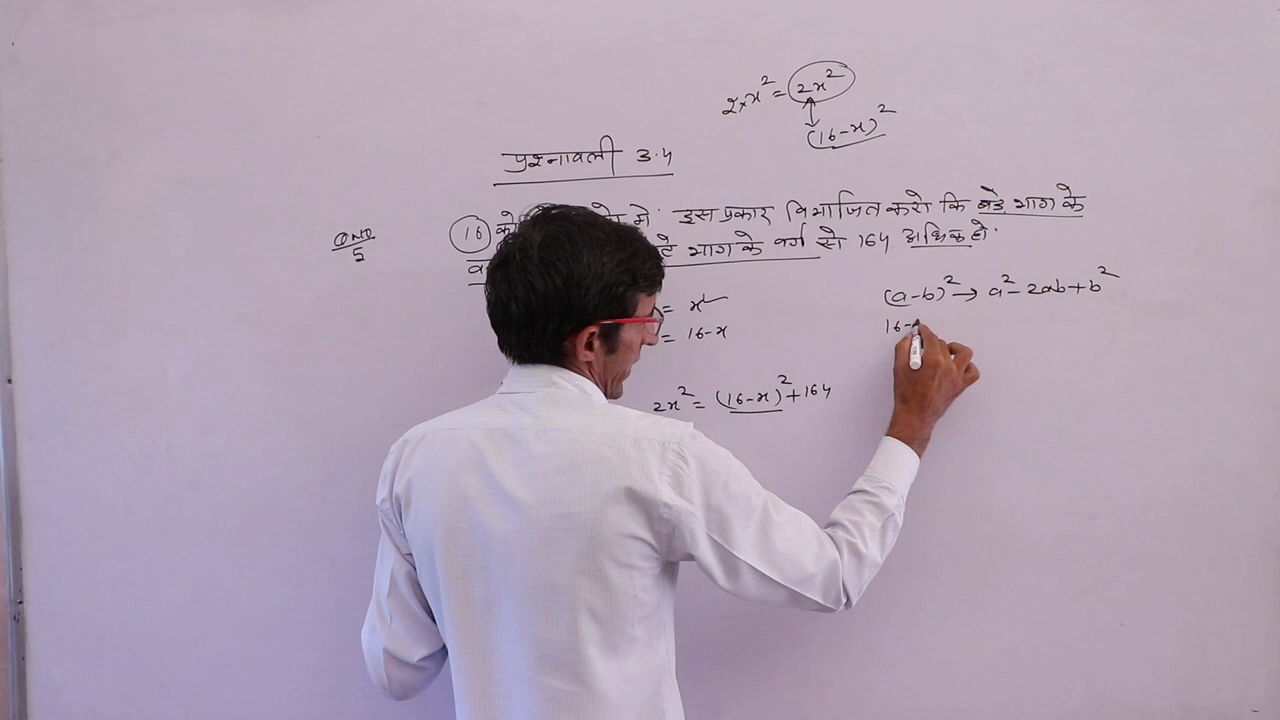 2×x² = 2x²
(16-x)²
प्रश्नावली 3.4
QNO 5
16 को में इस प्रकार विभाजित करो कि बड़े भाग के
भाग के वर्ग से 164 अधिक हो.
(a-b)² → a² - 2ab + b²
= x
= 16-x
16-
2x² = (16-x)² + 164